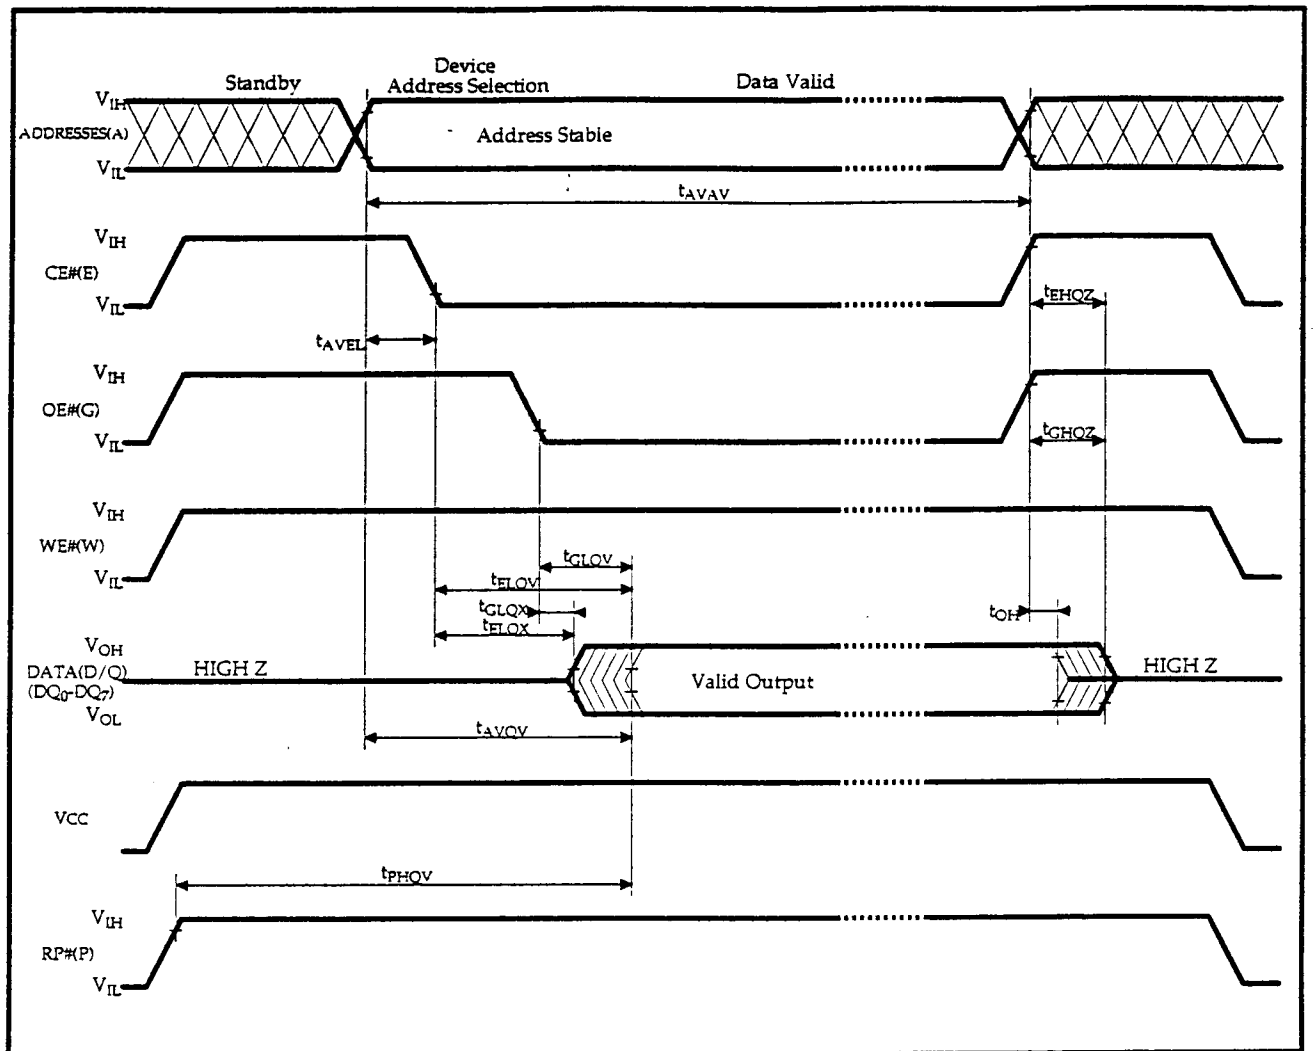 Standby
Device
Address Selection
Data Valid
VIH
ADDRESSES(A)
VIL
Address Stable
tAVAV
VIH
CE#(E)
VIL
tEHQZ
tAVEL
VIH
OE#(G)
VIL
tGHQZ
VIH
WE#(W)
VIL
tGLQV
tELQV
tGLQX
tELQX
tOH
VOH
DATA(D/Q)
(DQ0-DQ7)
VOL
HIGH Z
Valid Output
HIGH Z
tAVQV
VCC
tPHQV
VIH
RP#(P)
VIL